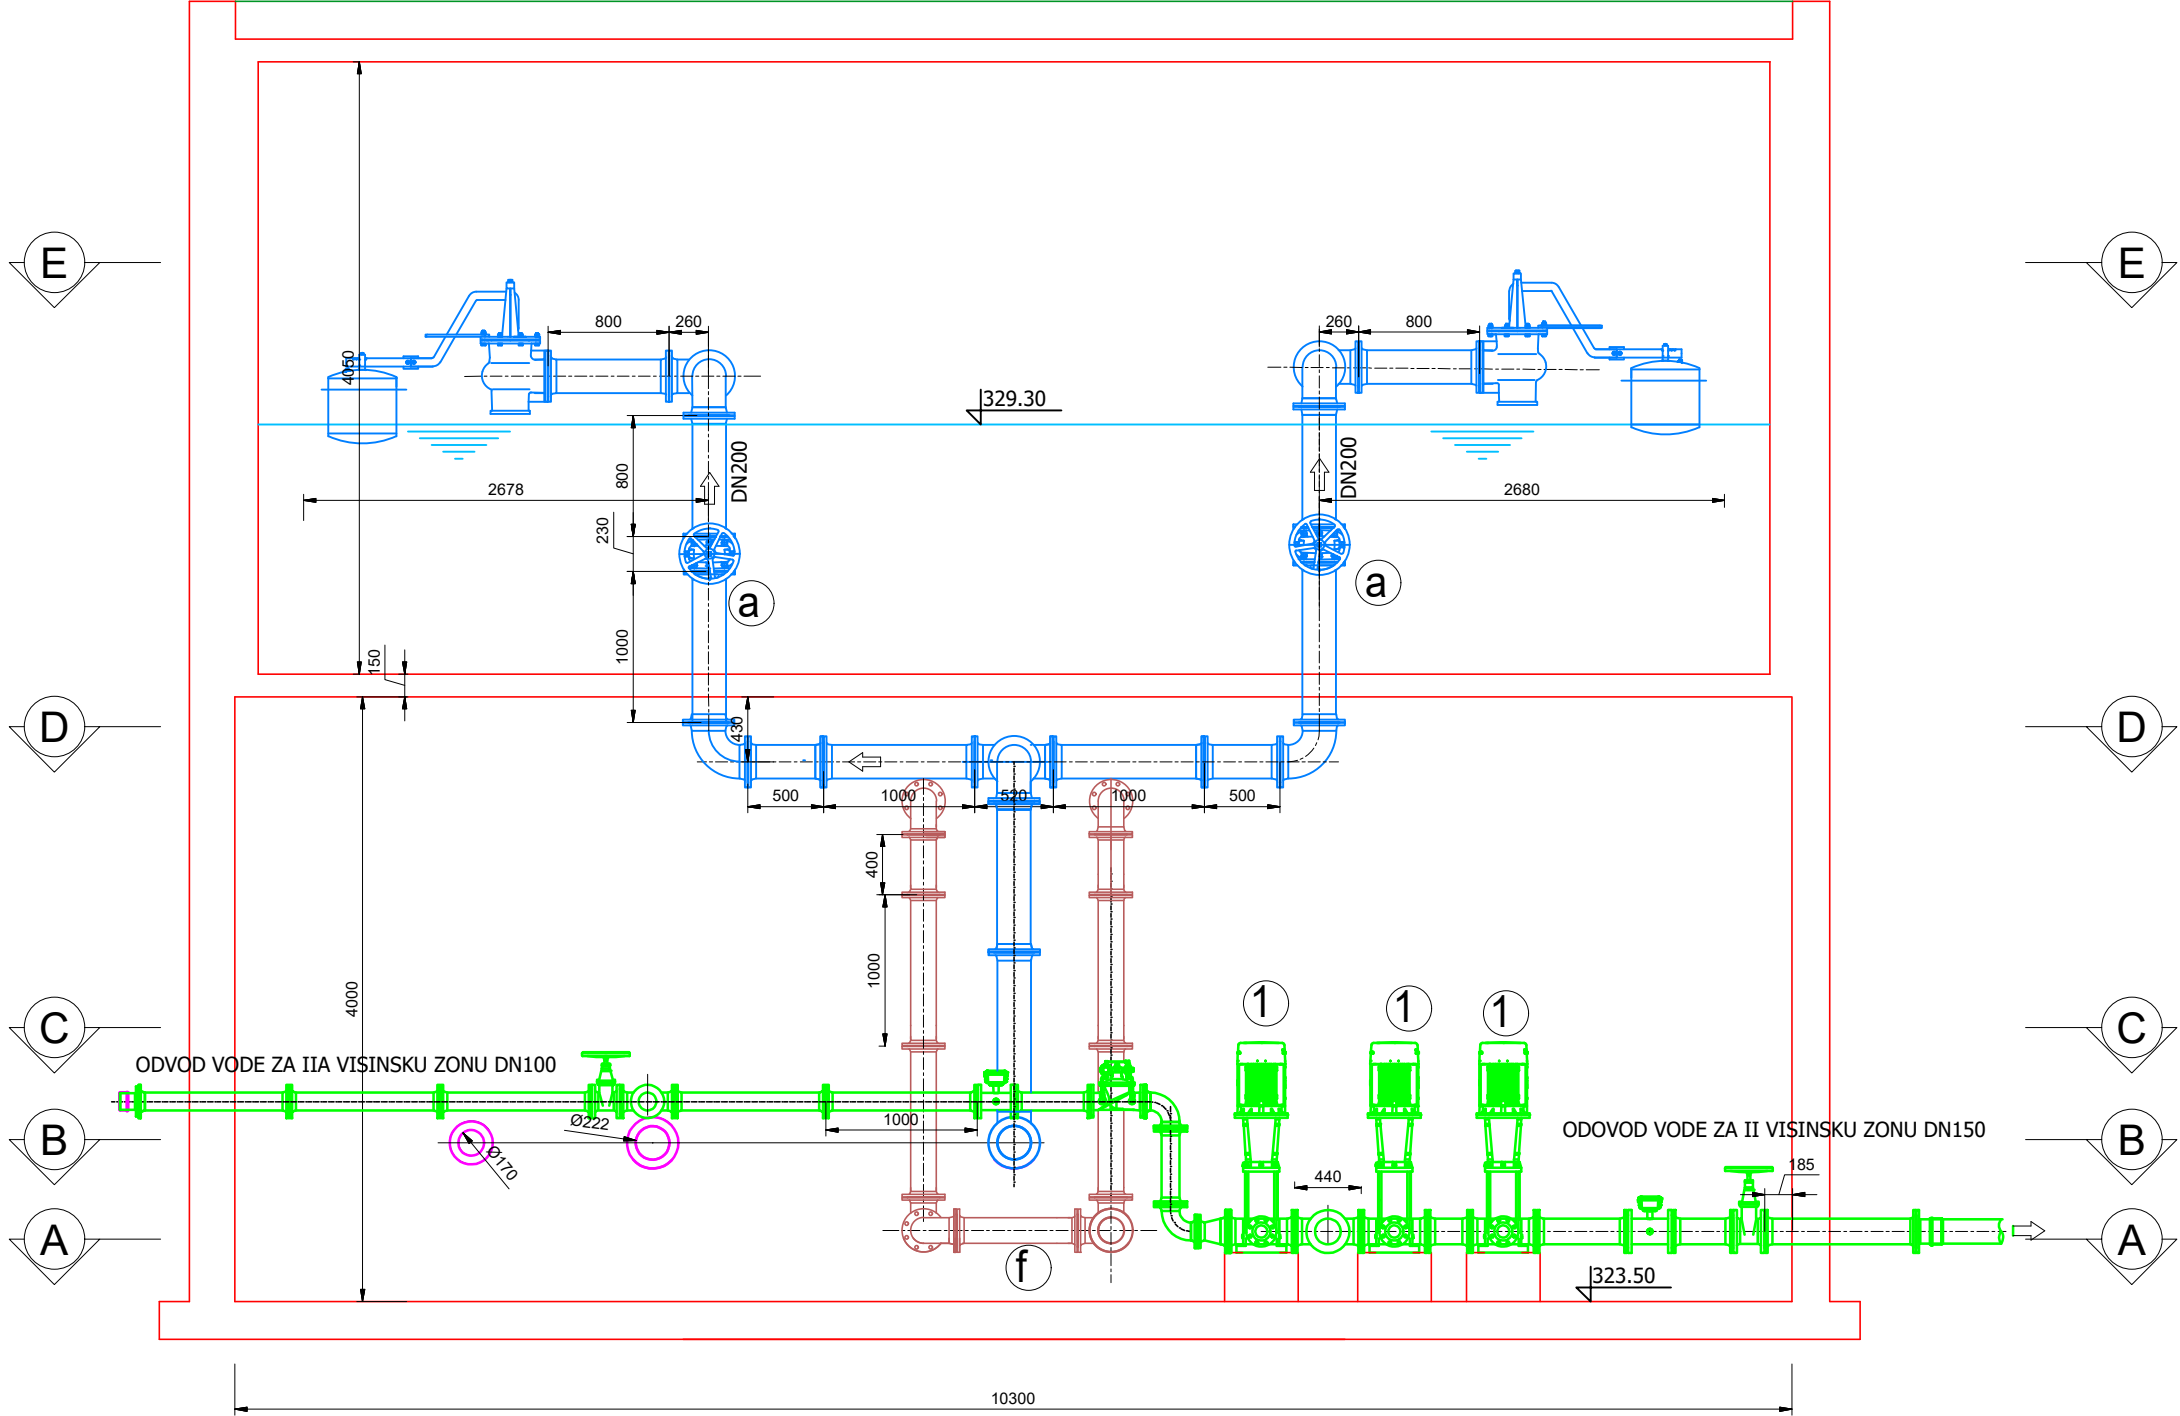 E
E
800
260
260
800
4050
329.30
DN200
DN200
800
2678
2680
230
a
a
1000
150
D
D
430
500
1000
520
1000
500
400
1000
4000
1
1
1
C
C
ODVOD VODE ZA IIA VISINSKU ZONU DN100
1000
Ø222
Ø170
B
B
ODOVOD VODE ZA II VISINSKU ZONU DN150
440
185
A
A
f
323.50
10300